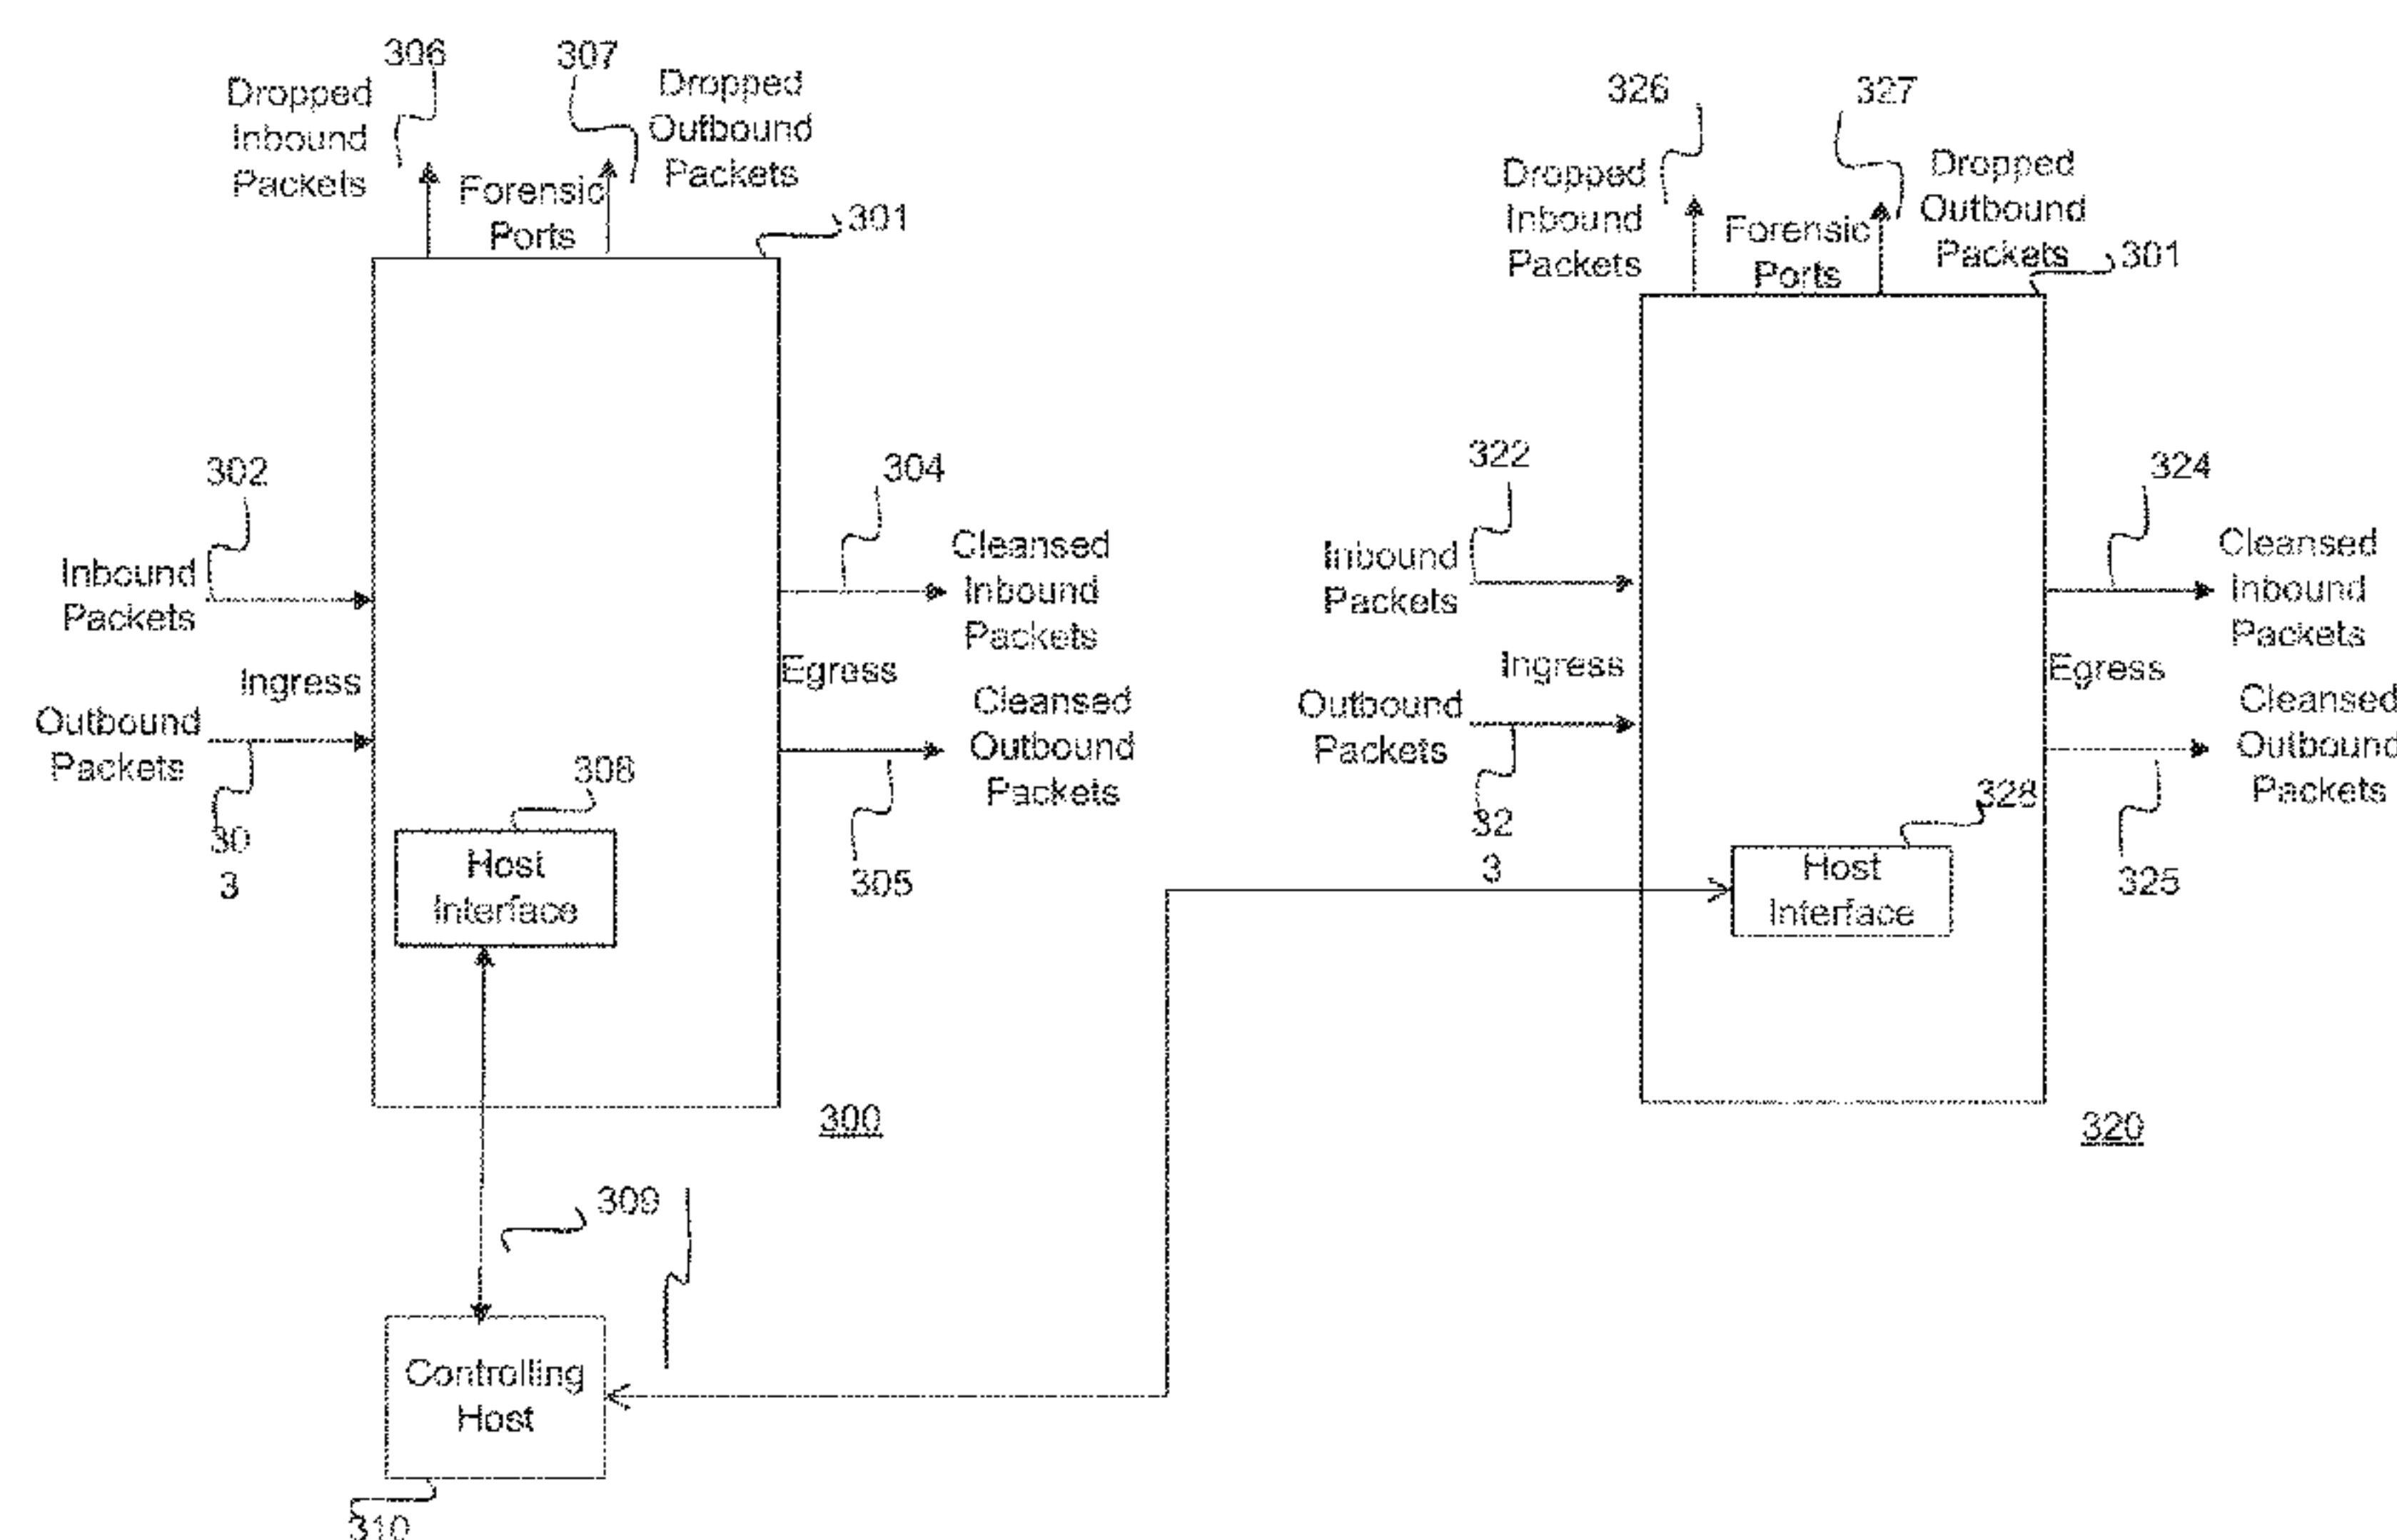 306
Dropped
Inbound
Packets
307
Dropped
Outbound
Packets
Forensic
Ports
301
302
Inbound
Packets
Ingress
Outbound
Packets
30
3
304
Cleansed
Inbound
Packets
Egress
Cleansed
Outbound
Packets
305
308
Host
Interface
300
309
Controlling
Host
310
326
Dropped
Inbound
Packets
327
Dropped
Outbound
Packets
Forensic
Ports
301
322
Inbound
Packets
Ingress
Outbound
Packets
32
3
324
Cleansed
Inbound
Packets
Egress
Cleansed
Outbound
Packets
325
328
Host
Interface
320